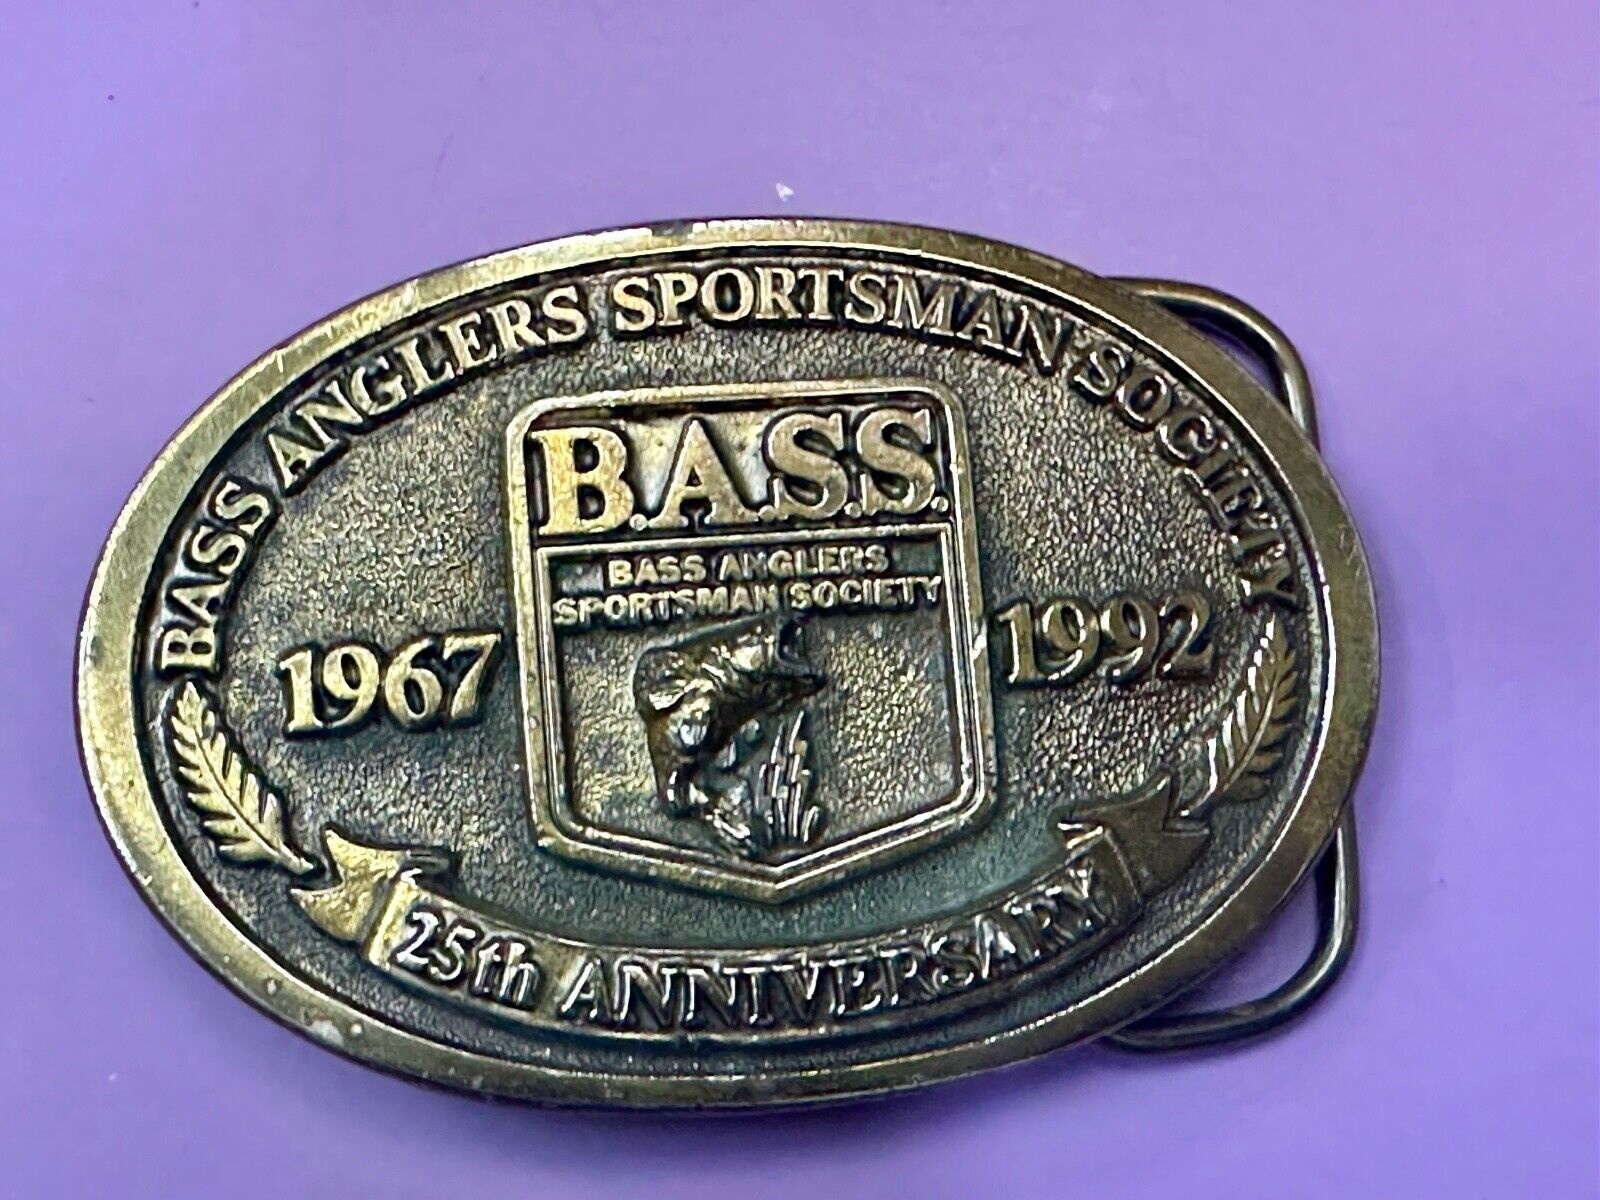 BASS ANGLERS SPORTSMAN SOCIETY
B.A.S.S.
BASS ANGLERS
SPORTSMAN SOCIETY
1967
1992
25th ANNIVERSARY